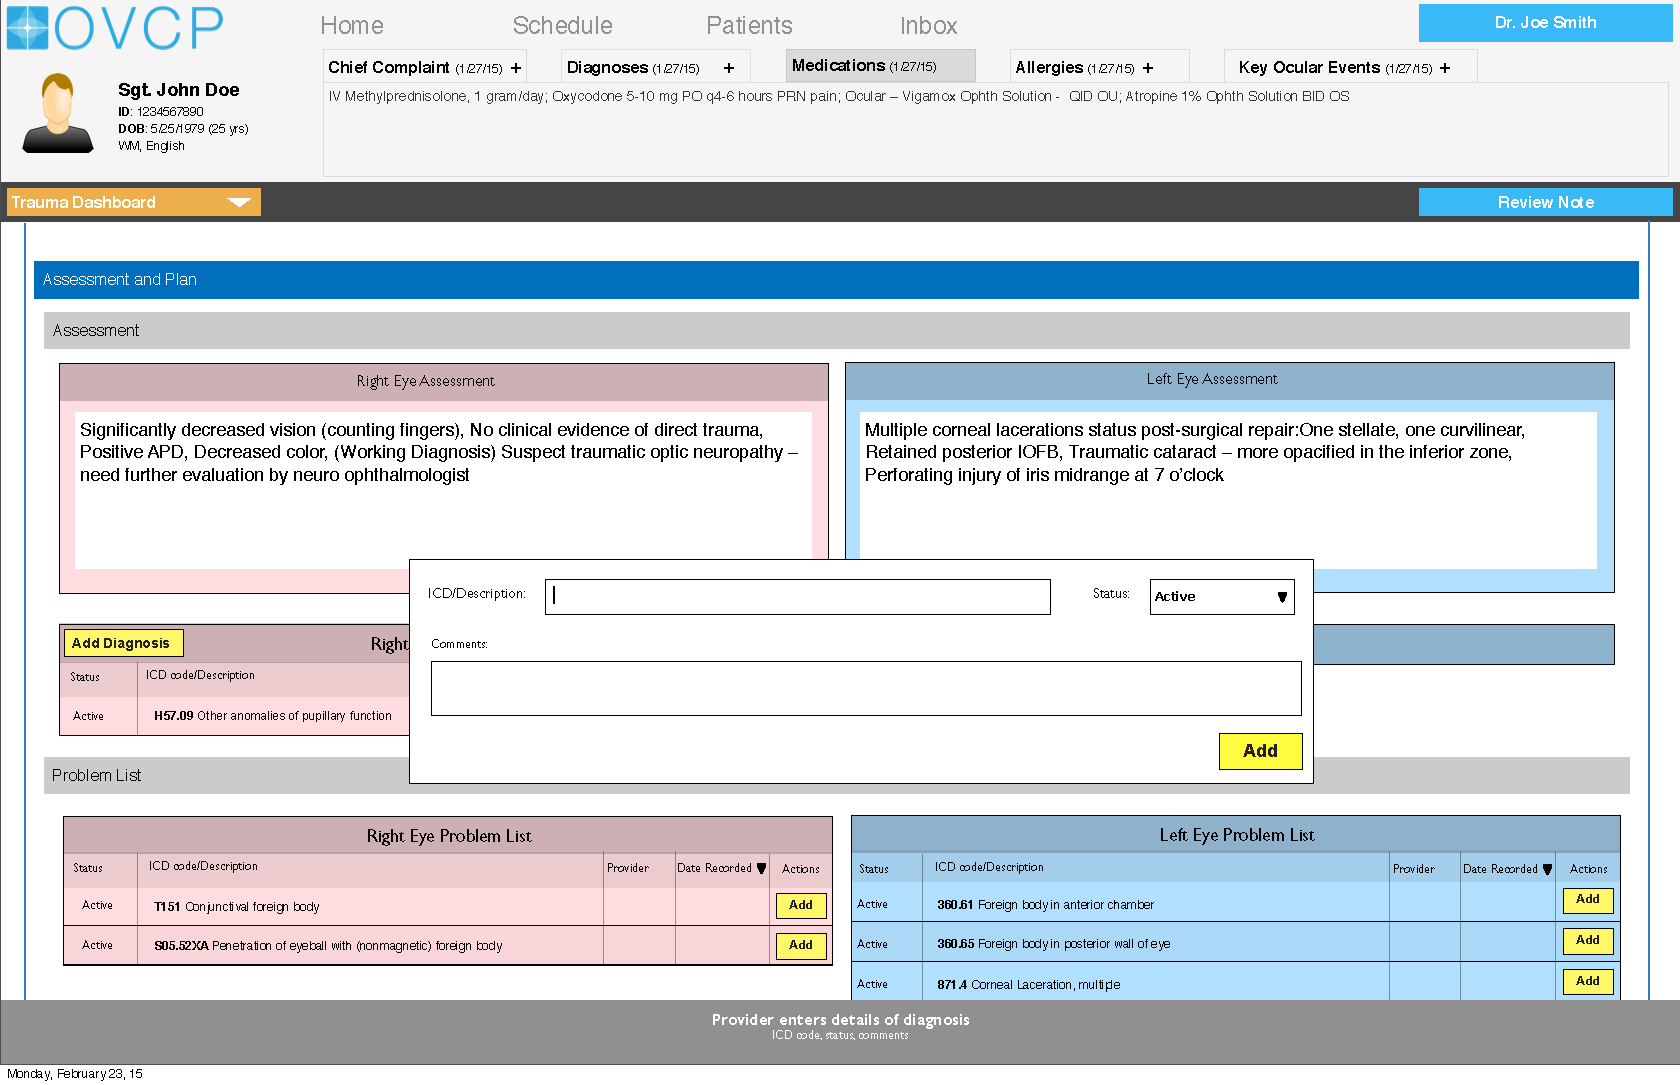 OVCP
Home Schedule Patients Inbox
Dr. Joe Smith
Sgt. John Doe
ID: 1234567890
DOB: 5/25/1979 (25 yrs)
WM, English
Chief Complaint (1/27/15) +
Diagnoses (1/27/15) +
Medications (1/27/15)
Allergies (1/27/15) +
Key Ocular Events (1/27/15) +
IV Methylprednisolone, 1 gram/day; Oxycodone 5-10 mg PO q4-6 hours PRN pain; Ocular – Vigamox Ophth Solution - QID OU; Atropine 1% Ophth Solution BID OS
Trauma Dashboard
Review Note
Assessment and Plan
Assessment
Right Eye Assessment
Significantly decreased vision (counting fingers), No clinical evidence of direct trauma,
Positive APD, Decreased color, (Working Diagnosis) Suspect traumatic optic neuropathy –
need further evaluation by neuro ophthalmologist
Left Eye Assessment
Multiple corneal lacerations status post-surgical repair:One stellate, one curvilinear,
Retained posterior IOFB, Traumatic cataract – more opacified in the inferior zone,
Perforating injury of iris midrange at 7 o’clock
ICD/Description:
Status: Active
Comments:
Add
Add Diagnosis
Right
Status ICD code/Description
Active H57.09 Other anomalies of pupillary function
Problem List
Right Eye Problem List
Status ICD code/Description Provider Date Recorded Actions
Active T151 Conjunctival foreign body Add
Active S05.52XA Penetration of eyeball with (nonmagnetic) foreign body Add
Left Eye Problem List
Status ICD code/Description Provider Date Recorded Actions
Active 360.61 Foreign body in anterior chamber Add
Active 360.65 Foreign body in posterior wall of eye Add
Active 871.4 Corneal Laceration, multiple Add
Provider enters details of diagnosis
ICD code, status, comments
Monday, February 23, 15